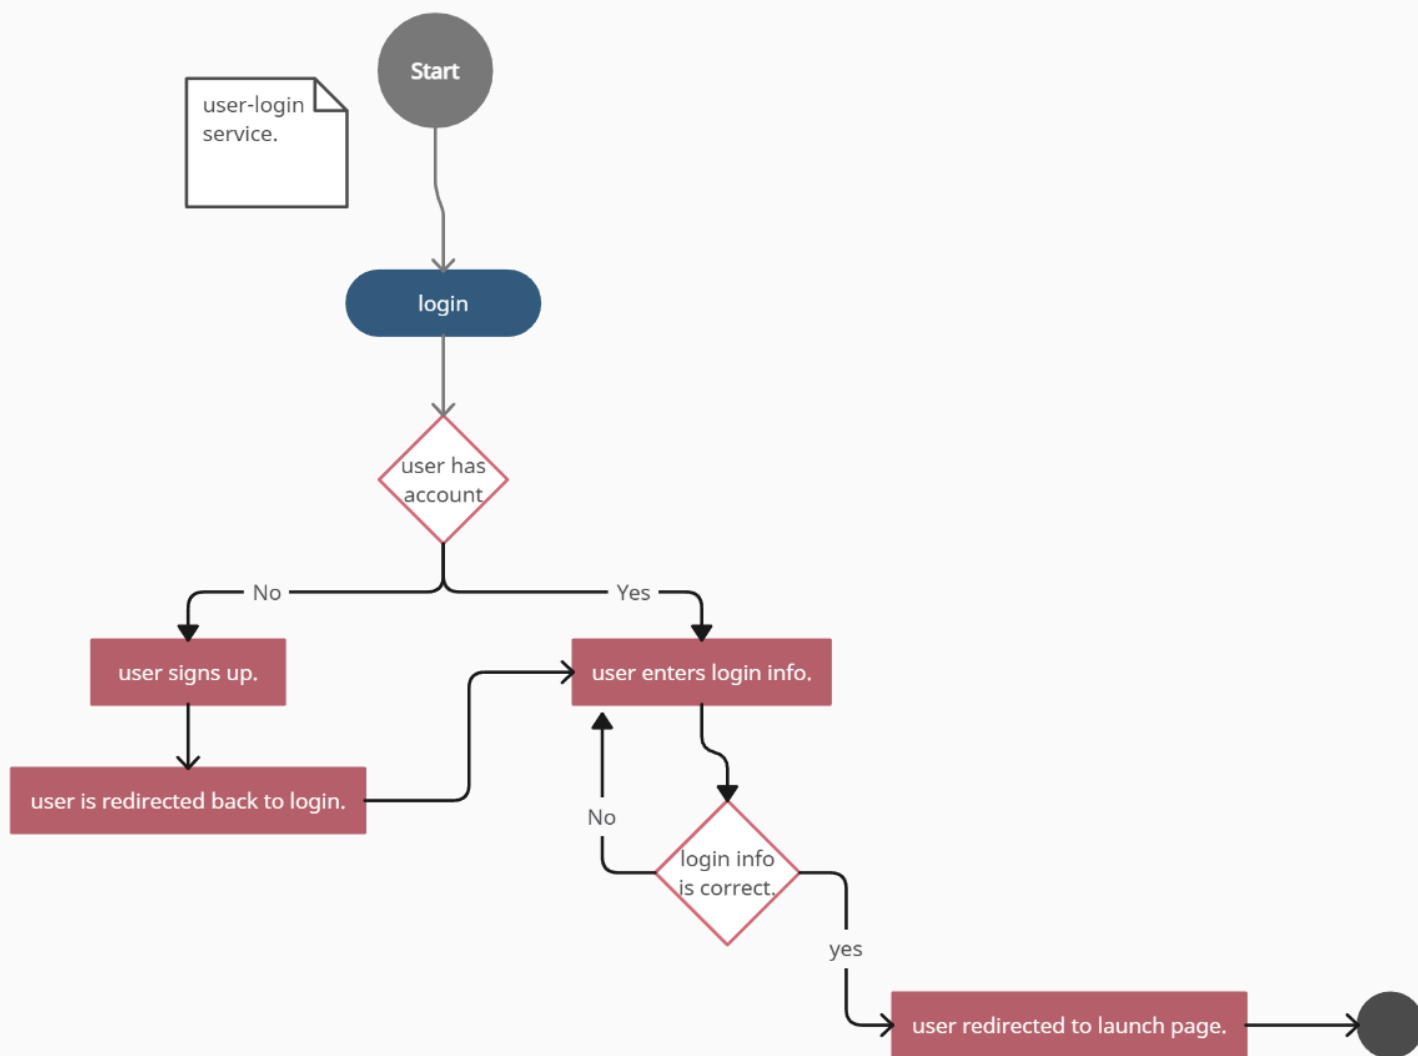 Start
user-login
service.
login
user has
account
No
Yes
user signs up.
user enters login info.
user is redirected back to login.
No
login info
is correct.
yes
user redirected to launch page.